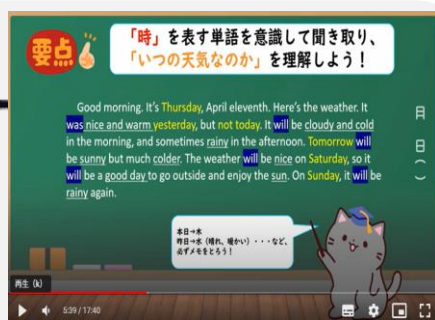 要点
「時」を表す単語を意識して聞き取り、
「いつの天気なのか」を理解しよう！
Good morning. It's Thursday, April eleventh. Here's the weather. It
was nice and warm yesterday, but not today. It will be cloudy and cold
in the morning, and sometimes rainy in the afternoon. Tomorrow will
be sunny but much colder. The weather will be nice on Saturday, so it
will be a good day to go outside and enjoy the sun. On Sunday, it will be
rainy again.
月
日
(
)
本日→木
昨日→水（晴れ、暖かい）・・・など、
必ずメモをとろう！
再生 (k)
5:39 / 17:40